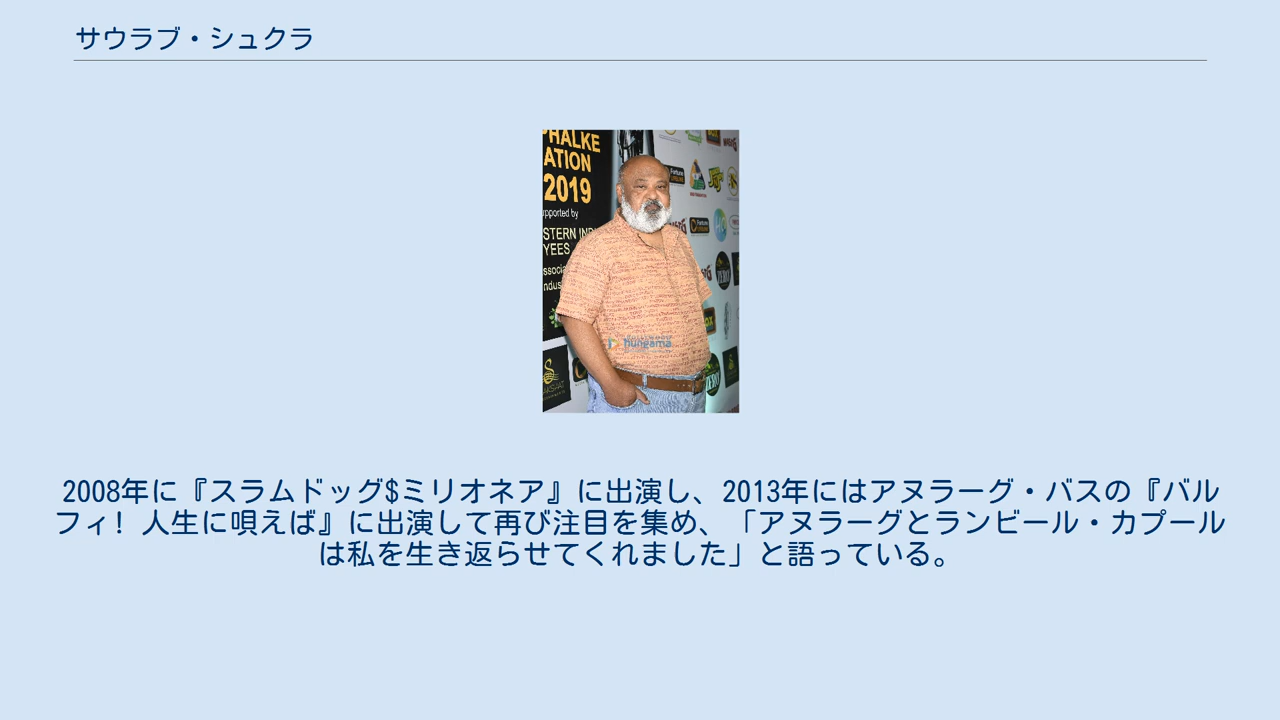 サウラブ・シュクラ
PHALKE
ATION
2019
upported by
STERN IND
YEES
Associa
ndus
hungama
2008年に『スラムドッグ$ミリオネア』に出演し、2013年にはアヌラーグ・バスの『バル
フィ! 人生に唄えば』に出演して再び注目を集め、「アヌラーグとランビール・カプール
は私を生き返らせてくれました」と語っている。